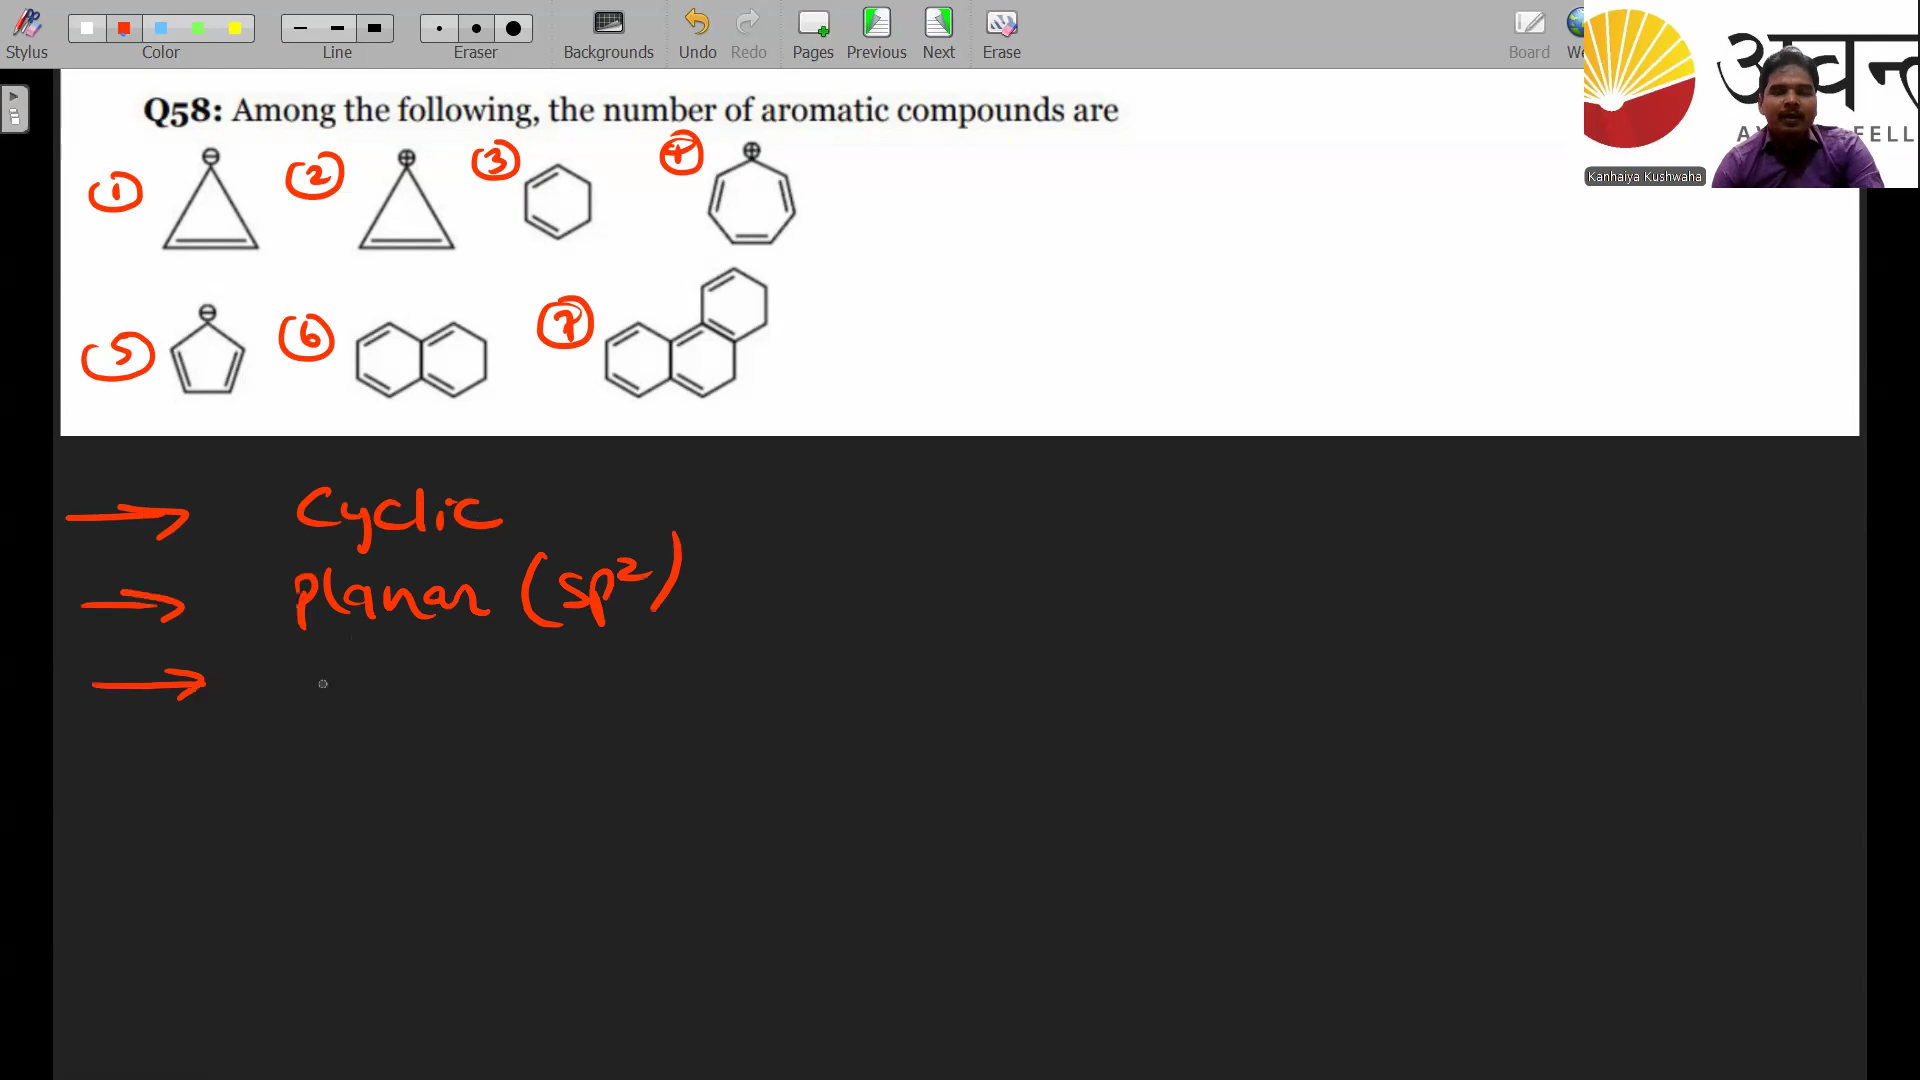 Stylus Color Line Eraser Backgrounds Undo Redo Pages Previous Next Erase Board
Kanhaiya Kushwaha
Q58: Among the following, the number of aromatic compounds are
1 2 3 4
5 6 7
→ Cyclic
→ planar (sp²)
→